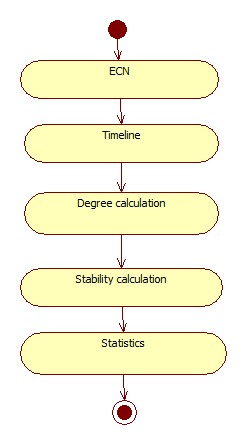 ECN
Timeline
Degree calculation
Stability calculation
Statistics